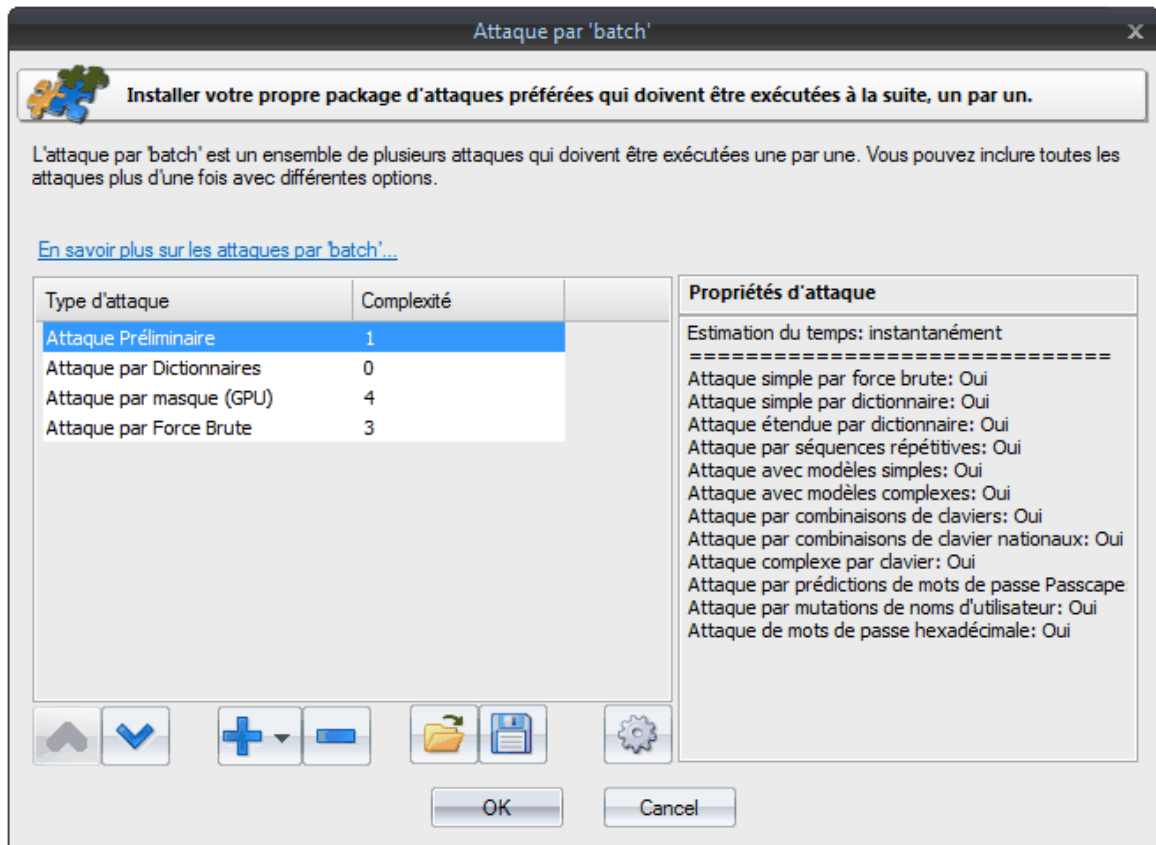 Attaque par 'batch'
Installer votre propre package d'attaques préférées qui doivent être exécutées à la suite, un par un.
L'attaque par 'batch' est un ensemble de plusieurs attaques qui doivent être exécutées une par une. Vous pouvez inclure toutes les
attaques plus d'une fois avec différentes options.
En savoir plus sur les attaques par 'batch'...
Type d'attaque Complexité
Attaque Préliminaire 1
Attaque par Dictionnaires 0
Attaque par masque (GPU) 4
Attaque par Force Brute 3
Propriétés d'attaque
Estimation du temps: instantanément
==============================
Attaque simple par force brute: Oui
Attaque simple par dictionnaire: Oui
Attaque étendue par dictionnaire: Oui
Attaque par séquences répétitives: Oui
Attaque avec modèles simples: Oui
Attaque avec modèles complexes: Oui
Attaque par combinaisons de claviers: Oui
Attaque par combinaisons de clavier nationaux: Oui
Attaque complexe par clavier: Oui
Attaque par prédictions de mots de passe Passcape:
Attaque par mutations de noms d'utilisateur: Oui
Attaque de mots de passe hexadécimale: Oui
OK
Cancel